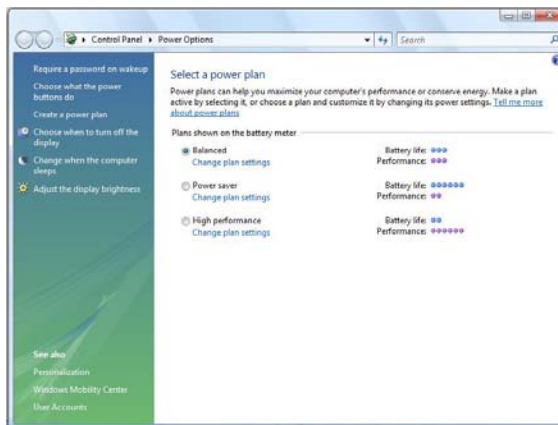 Control Panel Power Options
Search
Require a password on wakeup
Choose what the power
buttons do
Create a power plan
Choose when to turn off the
display
Change when the computer
sleeps
Adjust the display brightness
See also
Personalization
Windows Mobility Center
User Accounts
Select a power plan
Power plans can help you maximize your computer's performance or conserve energy. Make a plan
active by selecting it, or choose a plan and customize it by changing its power settings. Tell me more
about power plans
Plans shown on the battery meter
Balanced Battery life:
Change plan settings Performance:
Power saver Battery life:
Change plan settings Performance:
High performance Battery life:
Change plan settings Performance: